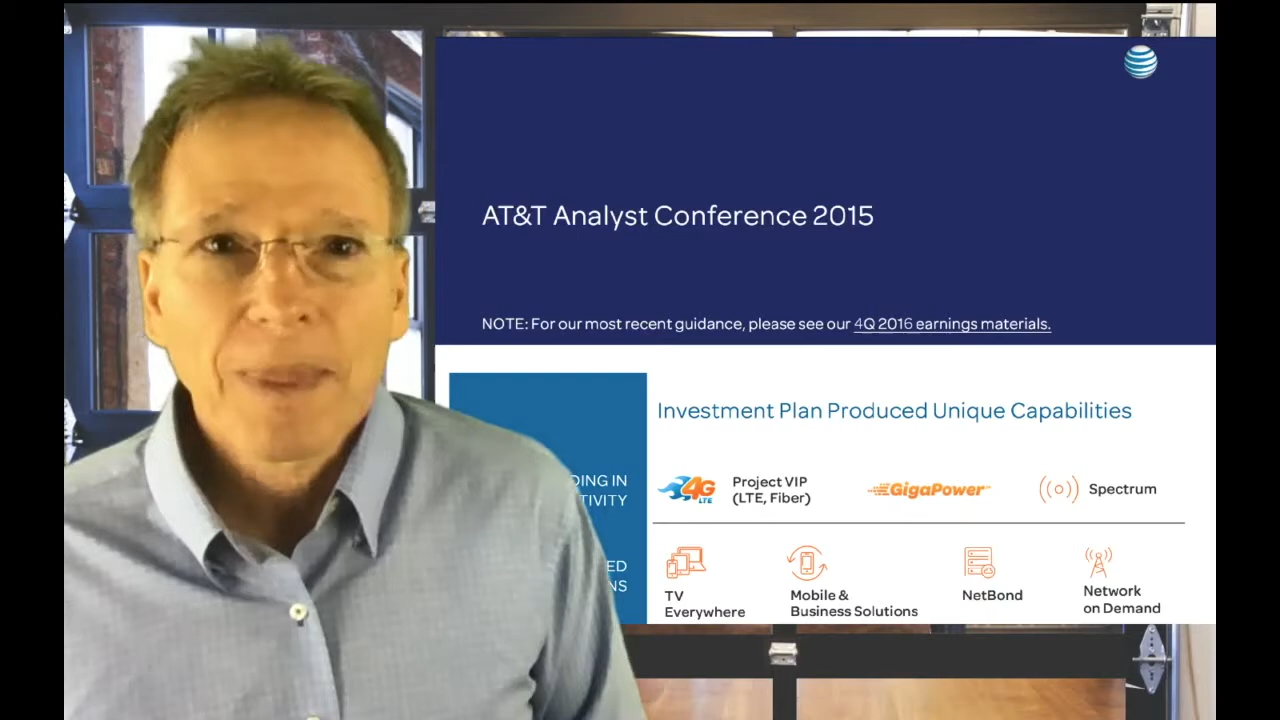 AT&T Analyst Conference 2015
NOTE: For our most recent guidance, please see our 4Q 2016 earnings materials.
Investment Plan Produced Unique Capabilities
4G
LTE
Project VIP
(LTE, Fiber)
GigaPower
Spectrum
IN
TV
Everywhere
Mobile &
Business Solutions
NetBond
Network
on Demand